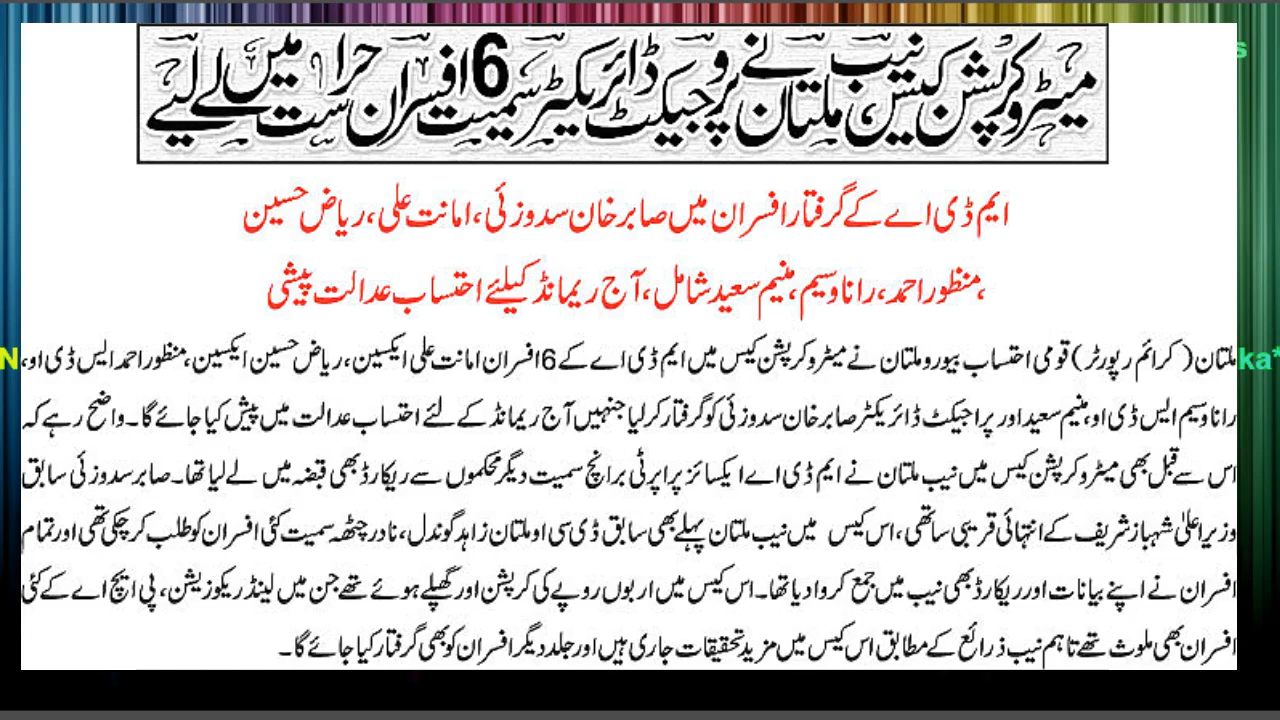 میٹرو کرپشن کیس، نیب ملتان نے پروجیکٹ ڈائریکٹر سمیت 6 افسران حراست میں لے لیے
ایم ڈی اے کے گرفتار افسران میں صابر خان سدوزئی، امانت علی، ریاض حسین
،منظور احمد، رانا وسیم، منیم سعید شامل، آج ریمانڈ کیلئے احتساب عدالت پیشی
ملتان (کرائم رپورٹر) قومی احتساب بیورو ملتان نے میٹرو کرپشن کیس میں ایم ڈی اے کے 6 افسران امانت علی ایکسین، ریاض حسین ایکسین، منظور احمد ایس ڈی او،
رانا وسیم ایس ڈی او، منیم سعید اور پراجیکٹ ڈائریکٹر صابر خان سدوزئی کو گرفتار کر لیا جنہیں آج ریمانڈ کے لئے احتساب عدالت میں پیش کیا جائے گا۔ واضح رہے کہ
اس سے قبل بھی میٹرو کرپشن کیس میں نیب ملتان نے ایم ڈی اے ایکسائز پراپرٹی برانچ سمیت دیگر محکموں سے ریکارڈ بھی قبضہ میں لے لیا تھا۔ صابر سدوزئی سابق
وزیراعلیٰ شہباز شریف کے انتہائی قریبی ساتھی، اس کیس میں نیب ملتان پہلے بھی سابق ڈی سی او ملتان زاہد گوندل، نادر چٹھہ سمیت کئی افسران کو طلب کر چکی تھی اور تمام
افسران نے اپنے بیانات اور ریکارڈ بھی نیب میں جمع کروا دیا تھا۔ اس کیس میں اربوں روپے کی کرپشن اور گھپلے ہوئے تھے جن میں لینڈ ریکوزیشن، پی ایچ اے کے کئی
افسران بھی ملوث تھے تاہم نیب ذرائع کے مطابق اس کیس میں مزید تحقیقات جاری ہیں اور جلد دیگر افسران کو بھی گرفتار کیا جائے گا۔